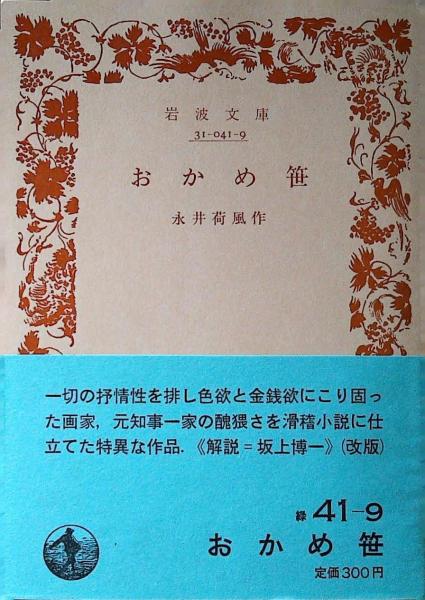 岩波文庫
31-041-9
おかめ笹
永井荷風作
一切の抒情性を排し色欲と金銭欲にこり固っ
た画家，元知事一家の醜猥さを滑稽小説に仕
立てた特異な作品.《解説＝坂上博一》(改版)
緑 41-9
おかめ笹
定価300円